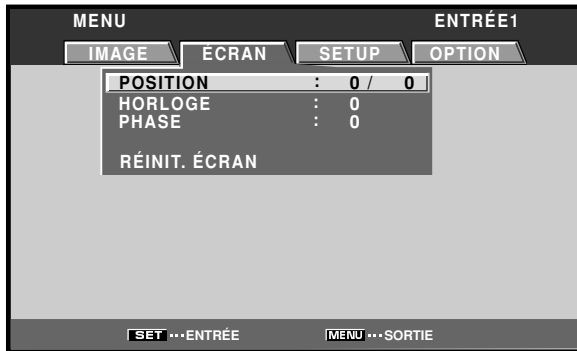 MENU ENTRÉE1
IMAGE ÉCRAN SETUP OPTION
POSITION : 0 / 0
HORLOGE : 0
PHASE : 0
RÉINIT. ÉCRAN
SET ···ENTRÉE MENU ···SORTIE